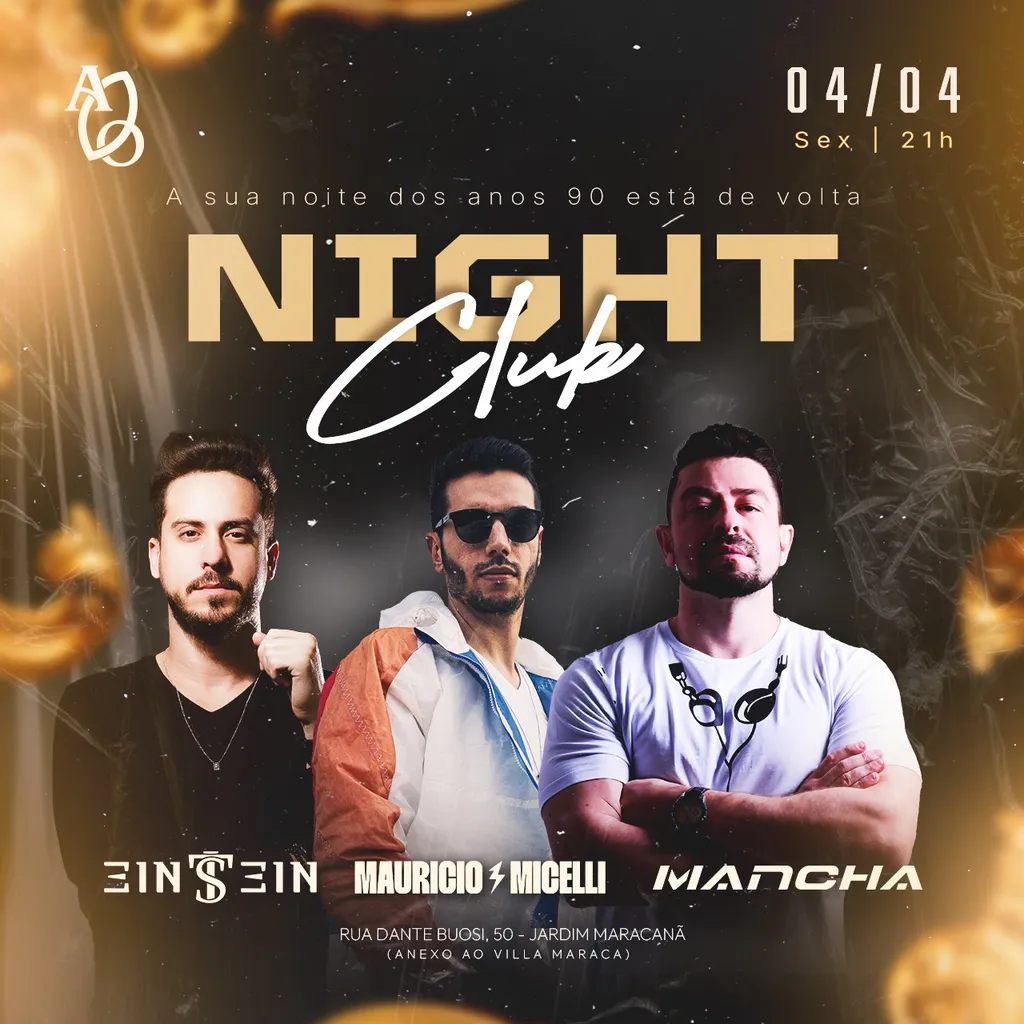 04/04
Sex | 21h
A sua noite dos anos 90 está de volta
NIGHT
Club
EINSTEIN
MAURICIO MICELLI
MANCHA
RUA DANTE BUOSI, 50 - JARDIM MARACANÃ
(ANEXO AO VILLA MARACA)